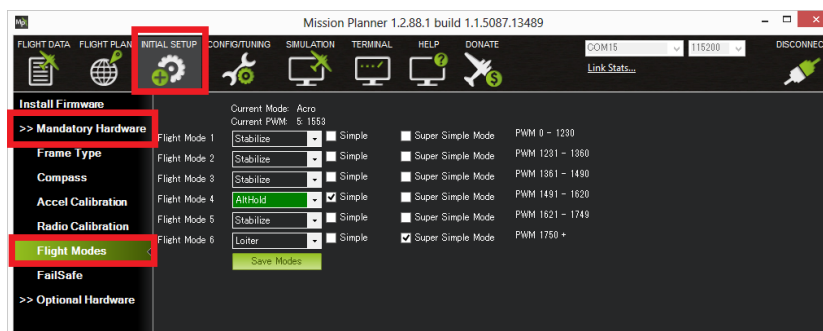 Mp
Mission Planner 1.2.88.1 build 1.1.5087.13489
FLIGHT DATA FLIGHT PLAN INITIAL SETUP CONFIG/TUNING SIMULATION TERMINAL HELP DONATE COM15 115200 DISCONNEC
Link Stats...
Install Firmware
>> Mandatory Hardware
Frame Type
Compass
Accel Calibration
Radio Calibration
Flight Modes
FailSafe
>> Optional Hardware
Current Mode: Acro
Current PWM: 5: 1553
Flight Mode 1 Stabilize Simple Super Simple Mode PWM 0 - 1230
Flight Mode 2 Stabilize Simple Super Simple Mode PWM 1231 - 1360
Flight Mode 3 Stabilize Simple Super Simple Mode PWM 1361 - 1490
Flight Mode 4 AltHold Simple Super Simple Mode PWM 1491 - 1620
Flight Mode 5 Stabilize Simple Super Simple Mode PWM 1621 - 1749
Flight Mode 6 Loiter Simple Super Simple Mode PWM 1750 +
Save Modes